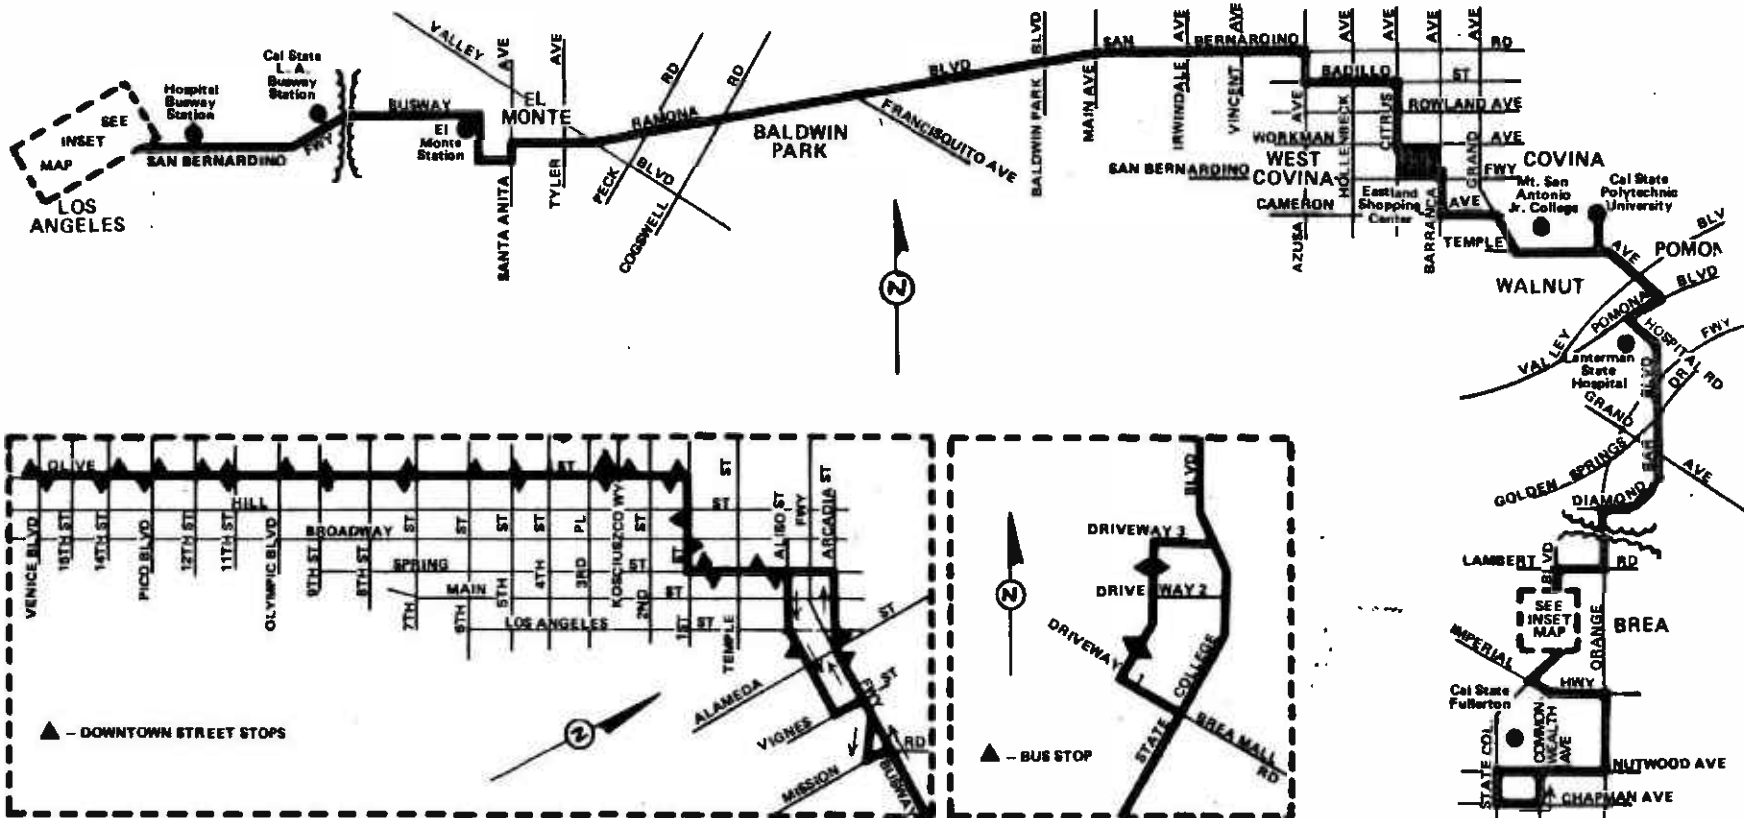 VALLEY
BLVD
Cal State
L. A.
Busway
Station
Hospital
Busway
Station
SEE
INSET
MAP
LOS
ANGELES
SAN BERNARDINO
FWY
BUSWAY
El
Monte
Station
EL
MONTE
SANTA ANITA
AVE
TYLER
AVE
PECK
RD
COGSWELL
RD
RAMONA
BLVD
BALDWIN
PARK
FRANCISQUITO AVE
BALDWIN PARK BLVD
MAIN AVE
SAN BERNARDINO
RD
IRWINDALE
AVE
VINCENT
AVE
AZUSA
AVE
HOLLENBECK
AVE
CITRUS
AVE
BARRANCA
AVE
GRAND
AVE
BADILLO
ST
ROWLAND AVE
WORKMAN
AVE
SAN BERNARDINO
FWY
WEST
COVINA
CAMERON
AVE
Eastland
Shopping
Center
COVINA
Mt. San
Antonio
Jr. College
Cal State
Polytechnic
University
TEMPLE
AVE
WALNUT
POMON
VALLEY
BLV
POMONA
BLVD
HOSPITAL
RD
FWY
Lanterman
State
Hospital
GRAND
AVE
GOLDEN SPRINGS
DR
DIAMOND
BAR
BLVD
LAMBERT
RD
BLVD
SEE
INSET
MAP
ORANGE
BREA
IMPERIAL
HWY
Cal State
Fullerton
STATE COL
COMMON
WEALTH
AVE
NUTWOOD AVE
CHAPMAN AVE
N
OLIVE
ST
HILL
ST
BROADWAY
ST
SPRING
ST
MAIN
ST
LOS ANGELES
ST
VENICE BLVD
15TH ST
14TH ST
PICO BLVD
12TH ST
11TH ST
OLYMPIC BLVD
9TH ST
8TH ST
7TH
ST
6TH
ST
5TH
ST
4TH
ST
3RD
PL
KOSCIUSZCO WY
2ND
ST
1ST
ST
TEMPLE
ST
ALISO ST
FWY
ARCADIA ST
ALAMEDA
ST
VIGNES
ST
FWY
MISSION
RD
BUSWAY
N
– DOWNTOWN STREET STOPS
BLVD
DRIVEWAY 3
DRIVEWAY 2
DRIVEWAY 1
STATE
COLLEGE
BREA MALL
RD
N
– BUS STOP